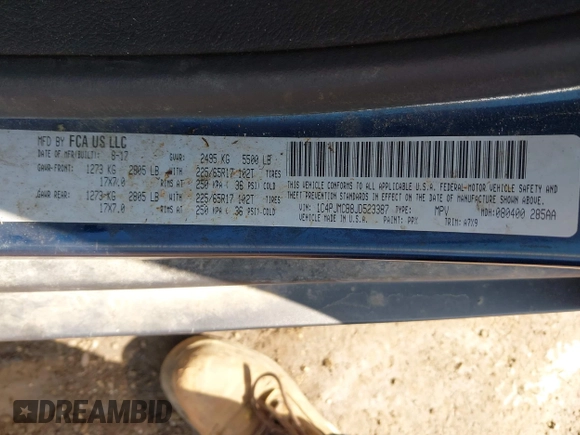 MFD BY FCA US LLC
DATE OF MFR(BUILT): 6-17 GVWR: 2495 KG 5500 LB
GAWR-FRONT: 1273 KG 2805 LB WITH 225/65R17 102T TIRES
17X7.0 RIMS AT 250 KPA( 36 PSI) COLD
GAWR REAR: 1273 KG 2805 LB WITH 225/65R17 102T TIRES
17X7.0 RIMS AT 250 KPA( 36 PSI) COLD
THIS VEHICLE CONFORMS TO ALL APPLICABLE U.S.A. FEDERAL MOTOR VEHICLE SAFETY AND
THEFT PREVENTION STANDARDS IN EFFECT ON THE DATE OF MANUFACTURE SHOWN ABOVE.
VIN: 1C4PJMCB8JD523387 TYPE: MPV MDH:080400 285AA
MADE IN U.S.A. PAINT: PPX TRIM: A7X9
DREAMBID